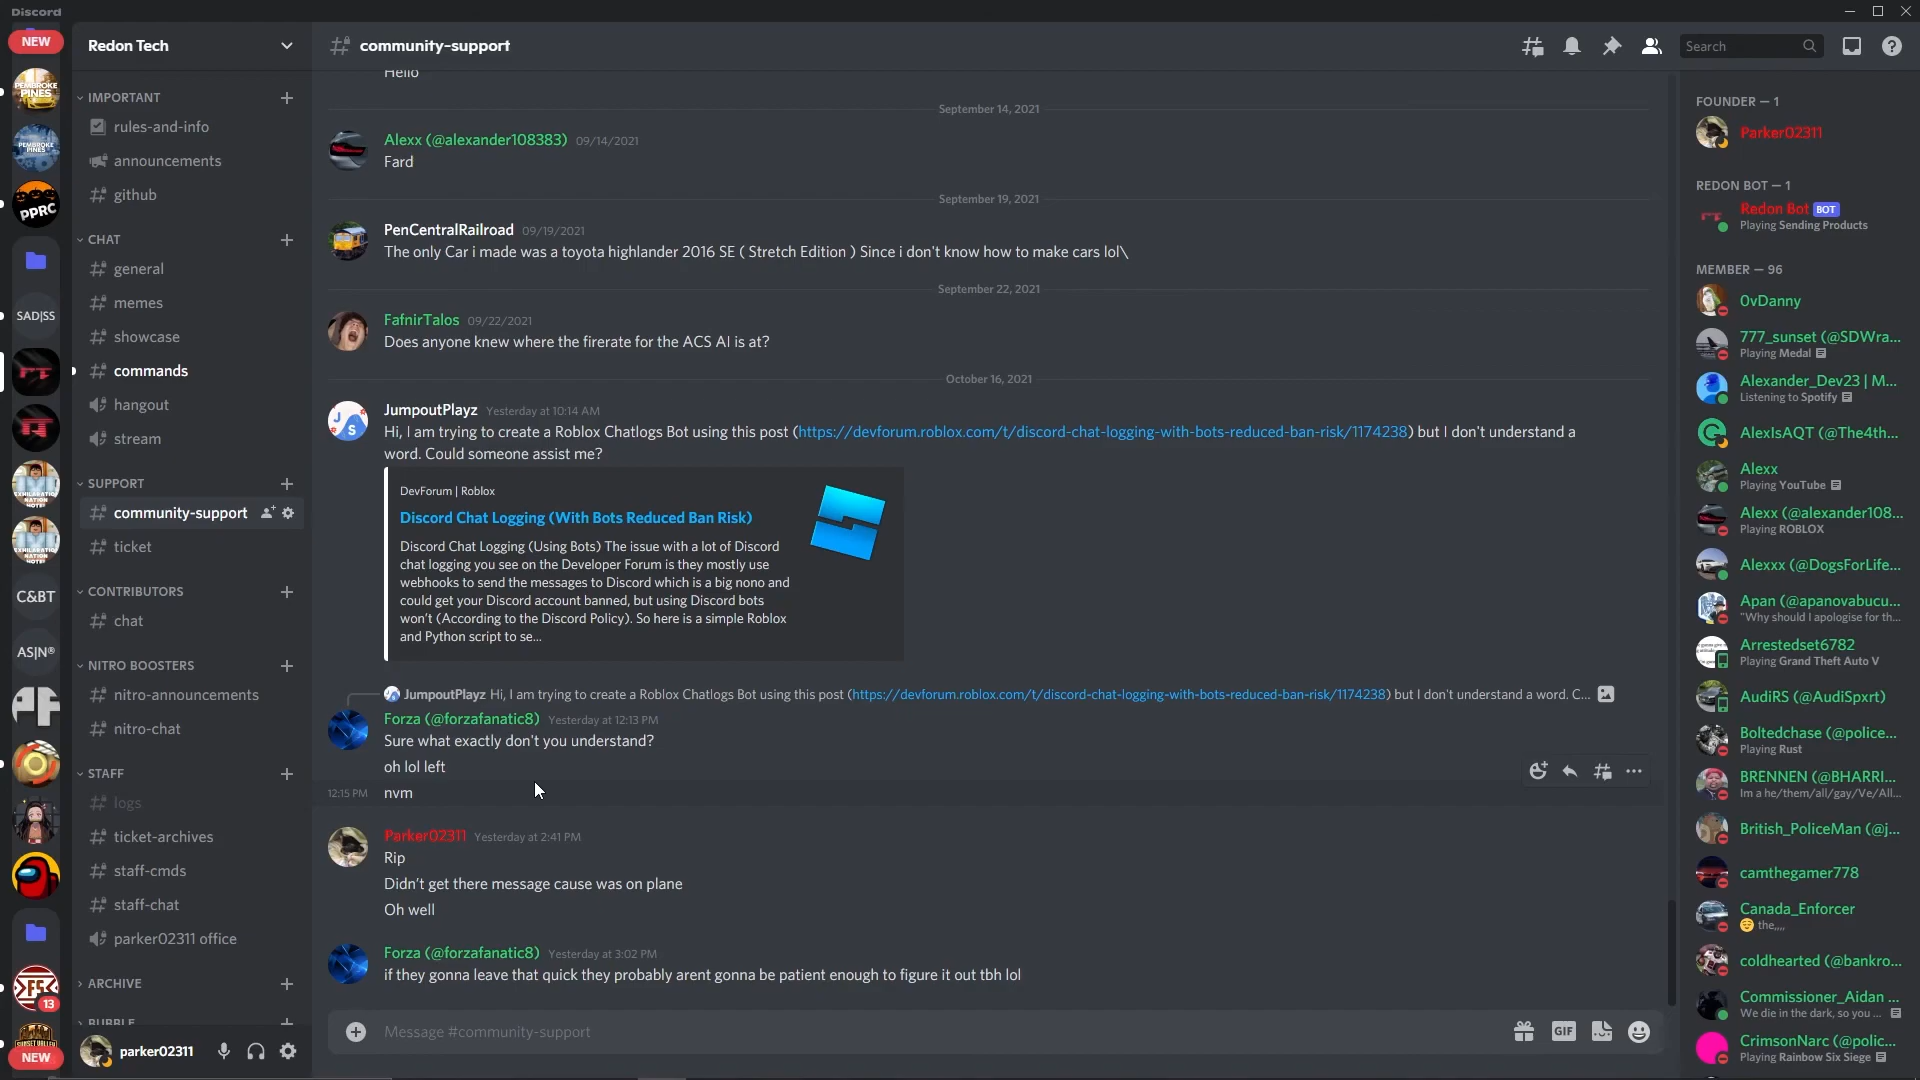 Discord
NEW
PEMBROKE PINES
PEMBROKE PINES
PPRC
SAD|SS
C&BT
AS|N®
13
NEW
Redon Tech
IMPORTANT
rules-and-info
announcements
github
CHAT
general
memes
showcase
commands
hangout
stream
SUPPORT
community-support
ticket
CONTRIBUTORS
chat
NITRO BOOSTERS
nitro-announcements
nitro-chat
STAFF
logs
ticket-archives
staff-cmds
staff-chat
parker02311 office
ARCHIVE
BUBBLE
parker02311
community-support
Search
Hello
September 14, 2021
Alexx (@alexander108383) 09/14/2021
Fard
September 19, 2021
PenCentralRailroad 09/19/2021
The only Car i made was a toyota highlander 2016 SE ( Stretch Edition ) Since i don't know how to make cars lol\
September 22, 2021
FafnirTalos 09/22/2021
Does anyone knew where the firerate for the ACS AI is at?
October 16, 2021
JumpoutPlayz Yesterday at 10:14 AM
Hi, I am trying to create a Roblox Chatlogs Bot using this post (https://devforum.roblox.com/t/discord-chat-logging-with-bots-reduced-ban-risk/1174238) but I don't understand a
word. Could someone assist me?
DevForum | Roblox
Discord Chat Logging (With Bots Reduced Ban Risk)
Discord Chat Logging (Using Bots) The issue with a lot of Discord
chat logging you see on the Developer Forum is they mostly use
webhooks to send the messages to Discord which is a big nono and
could get your Discord account banned, but using Discord bots
won't (According to the Discord Policy). So here is a simple Roblox
and Python script to se...
JumpoutPlayz Hi, I am trying to create a Roblox Chatlogs Bot using this post (https://devforum.roblox.com/t/discord-chat-logging-with-bots-reduced-ban-risk/1174238) but I don't understand a word. C...
Forza (@forzafanatic8) Yesterday at 12:13 PM
Sure what exactly don't you understand?
oh lol left
12:15 PM nvm
Parker02311 Yesterday at 2:41 PM
Rip
Didn't get there message cause was on plane
Oh well
Forza (@forzafanatic8) Yesterday at 3:02 PM
if they gonna leave that quick they probably arent gonna be patient enough to figure it out tbh lol
Message #community-support
GIF
FOUNDER — 1
Parker02311
REDON BOT — 1
Redon Bot BOT
Playing Sending Products
MEMBER — 96
0vDanny
777_sunset (@SDWra...
Playing Medal
Alexander_Dev23 | M...
Listening to Spotify
AlexIsAQT (@The4th...
Alexx
Playing YouTube
Alexx (@alexander108...
Playing ROBLOX
Alexxx (@DogsForLife...
Apan (@apanovabucu...
"Why should I apologise for th...
Arrestedset6782
Playing Grand Theft Auto V
AudiRS (@AudiSpxrt)
Boltedchase (@police...
Playing Rust
BRENNEN (@BHARRI...
Im a he/them/all/gay/Ve/All...
British_PoliceMan (@j...
camthegamer778
Canada_Enforcer
the,,,,
coldhearted (@bankro...
Commissioner_Aidan ...
We die in the dark, so you ...
CrimsonNarc (@polic...
Playing Rainbow Six Siege